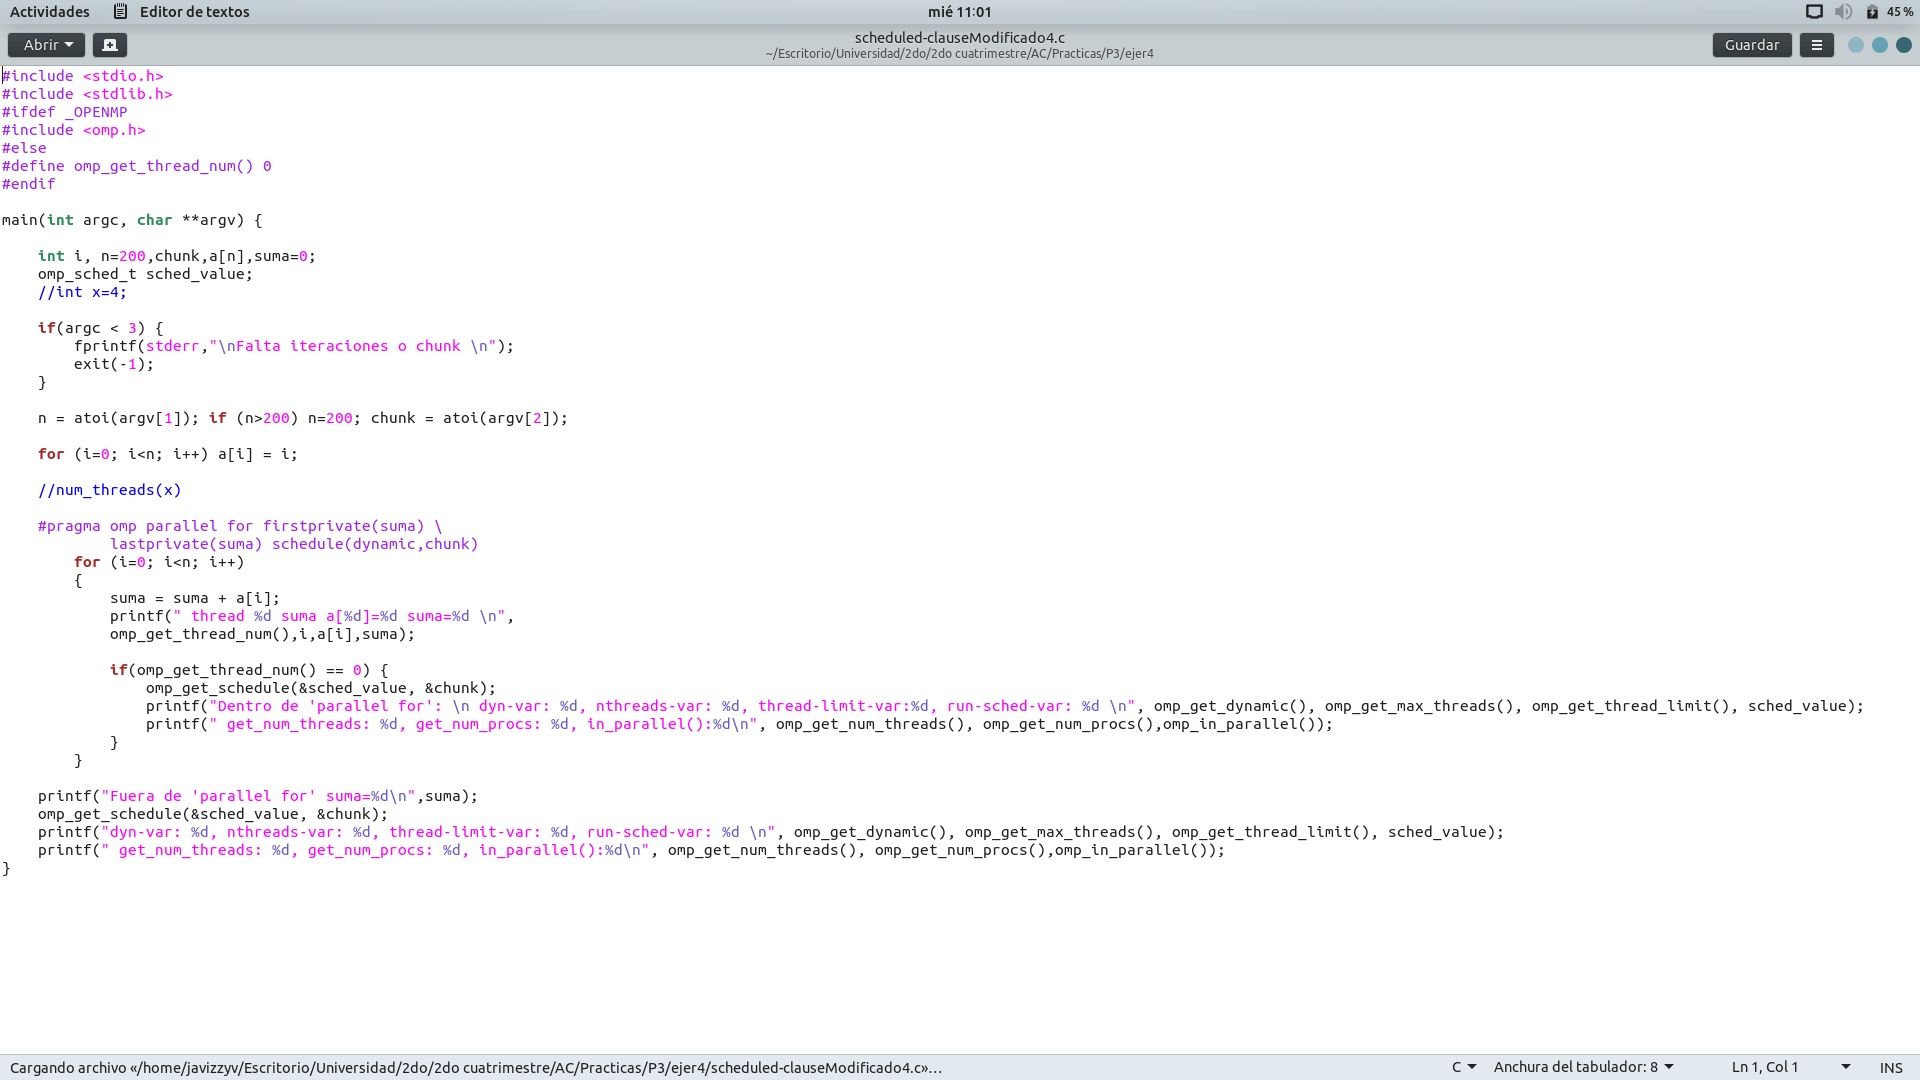 Actividades Editor de textos mié 11:01 45 %
Abrir scheduled-clauseModificado4.c Guardar
~/Escritorio/Universidad/2do/2do cuatrimestre/AC/Practicas/P3/ejer4
#include <stdio.h>
#include <stdlib.h>
#ifdef _OPENMP
#include <omp.h>
#else
#define omp_get_thread_num() 0
#endif
main(int argc, char **argv) {
int i, n=200,chunk,a[n],suma=0;
omp_sched_t sched_value;
//int x=4;
if(argc < 3) {
fprintf(stderr,"\nFalta iteraciones o chunk \n");
exit(-1);
}
n = atoi(argv[1]); if (n>200) n=200; chunk = atoi(argv[2]);
for (i=0; i<n; i++) a[i] = i;
//num_threads(x)
#pragma omp parallel for firstprivate(suma) \
lastprivate(suma) schedule(dynamic,chunk)
for (i=0; i<n; i++)
{
suma = suma + a[i];
printf(" thread %d suma a[%d]=%d suma=%d \n",
omp_get_thread_num(),i,a[i],suma);
if(omp_get_thread_num() == 0) {
omp_get_schedule(&sched_value, &chunk);
printf("Dentro de 'parallel for': \n dyn-var: %d, nthreads-var: %d, thread-limit-var:%d, run-sched-var: %d \n", omp_get_dynamic(), omp_get_max_threads(), omp_get_thread_limit(), sched_value);
printf(" get_num_threads: %d, get_num_procs: %d, in_parallel():%d\n", omp_get_num_threads(), omp_get_num_procs(),omp_in_parallel());
}
}
printf("Fuera de 'parallel for' suma=%d\n",suma);
omp_get_schedule(&sched_value, &chunk);
printf("dyn-var: %d, nthreads-var: %d, thread-limit-var: %d, run-sched-var: %d \n", omp_get_dynamic(), omp_get_max_threads(), omp_get_thread_limit(), sched_value);
printf(" get_num_threads: %d, get_num_procs: %d, in_parallel():%d\n", omp_get_num_threads(), omp_get_num_procs(),omp_in_parallel());
}
Cargando archivo «/home/javizzyv/Escritorio/Universidad/2do/2do cuatrimestre/AC/Practicas/P3/ejer4/scheduled-clauseModificado4.c»… C Anchura del tabulador: 8 Ln 1, Col 1 INS